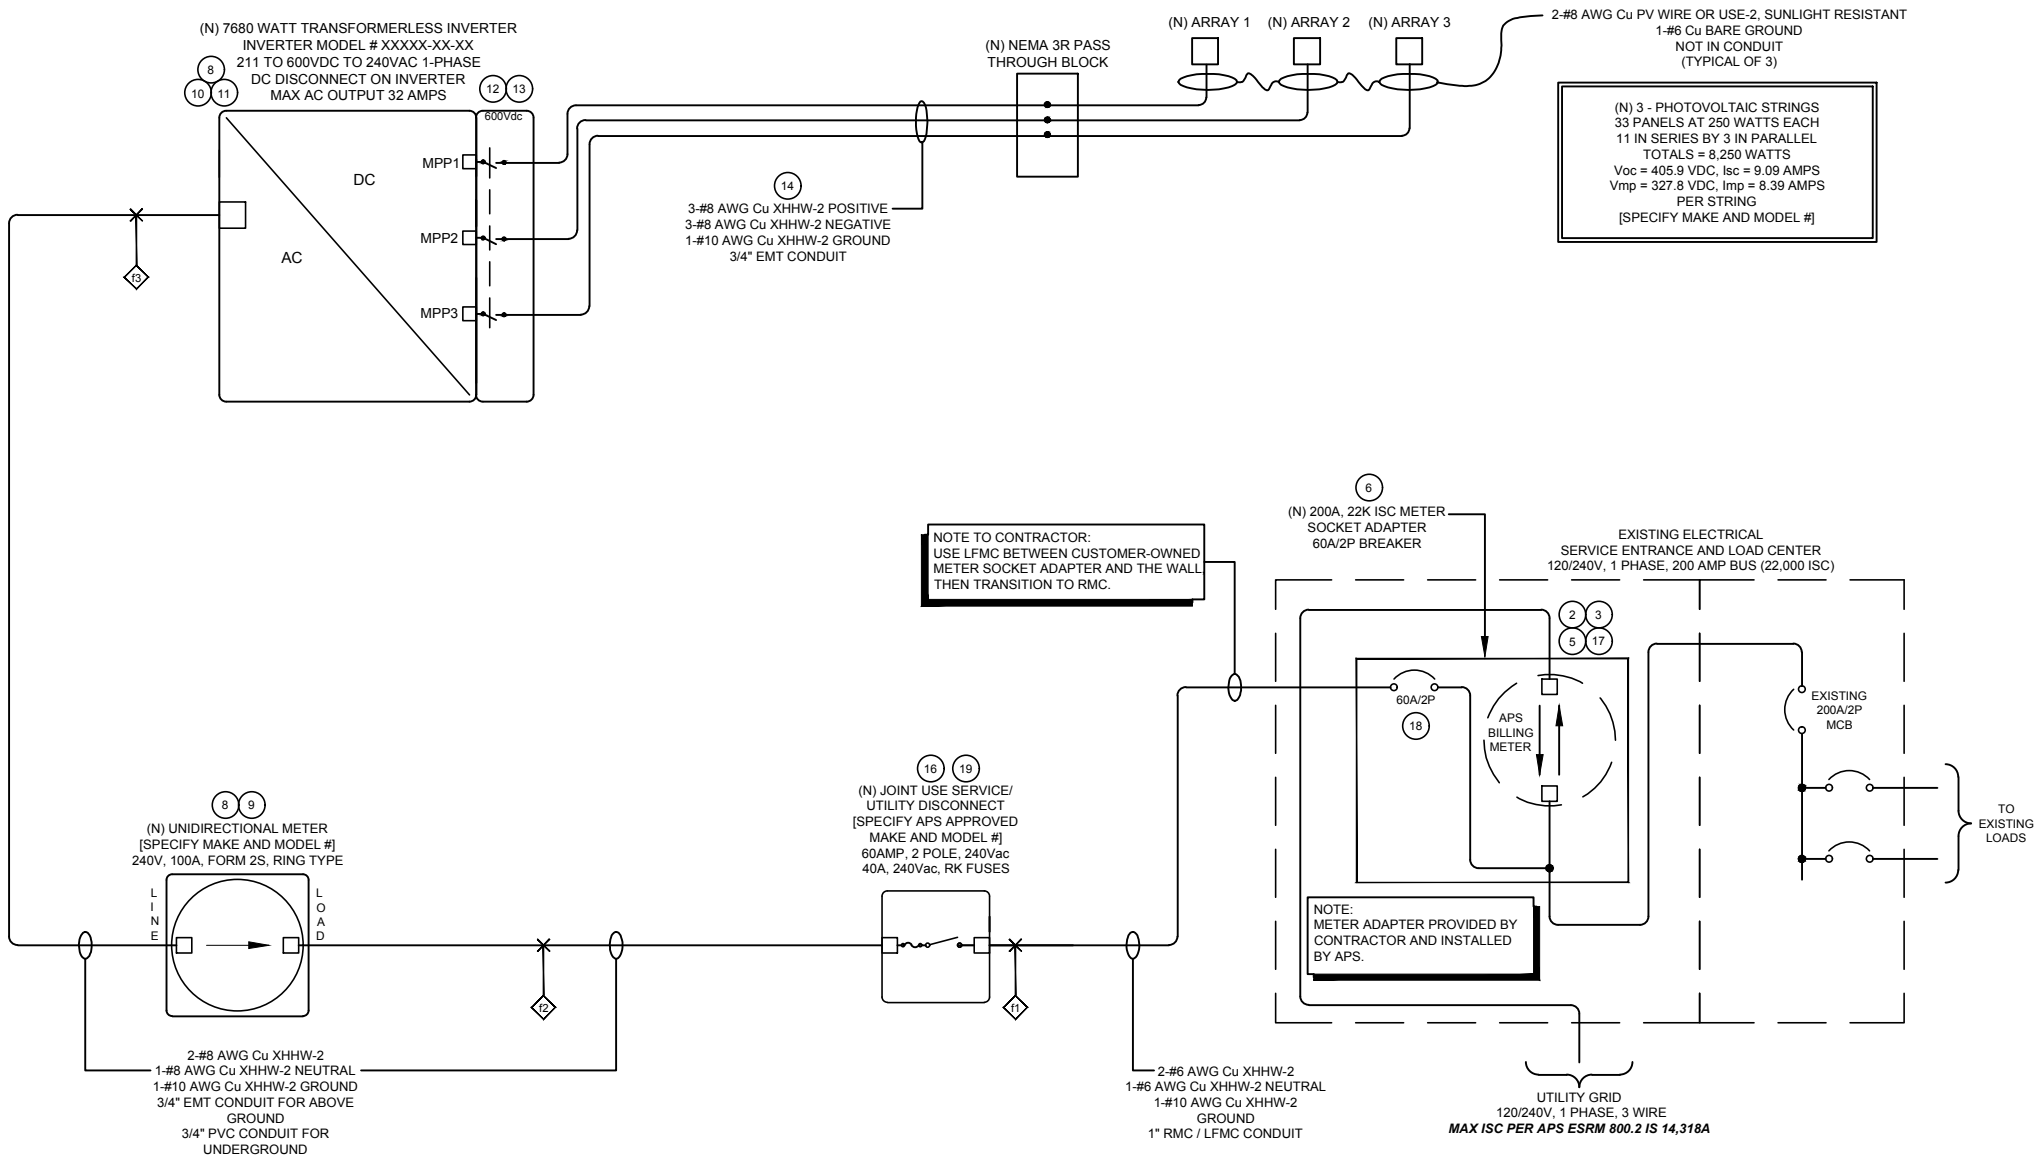 (N) 7680 WATT TRANSFORMERLESS INVERTER
INVERTER MODEL # XXXXX-XX-XX
211 TO 600VDC TO 240VAC 1-PHASE
DC DISCONNECT ON INVERTER
MAX AC OUTPUT 32 AMPS
8
10 11
12 13
600Vdc
MPP1
MPP2
MPP3
DC
AC
f3
(N) NEMA 3R PASS
THROUGH BLOCK
(N) ARRAY 1 (N) ARRAY 2 (N) ARRAY 3
2-#8 AWG Cu PV WIRE OR USE-2, SUNLIGHT RESISTANT
1-#6 Cu BARE GROUND
NOT IN CONDUIT
(TYPICAL OF 3)
(N) 3 - PHOTOVOLTAIC STRINGS
33 PANELS AT 250 WATTS EACH
11 IN SERIES BY 3 IN PARALLEL
TOTALS = 8,250 WATTS
Voc = 405.9 VDC, Isc = 9.09 AMPS
Vmp = 327.8 VDC, Imp = 8.39 AMPS
PER STRING
[SPECIFY MAKE AND MODEL #]
14
3-#8 AWG Cu XHHW-2 POSITIVE
3-#8 AWG Cu XHHW-2 NEGATIVE
1-#10 AWG Cu XHHW-2 GROUND
3/4" EMT CONDUIT
6
(N) 200A, 22K ISC METER
SOCKET ADAPTER
60A/2P BREAKER
NOTE TO CONTRACTOR:
USE LFMC BETWEEN CUSTOMER-OWNED
METER SOCKET ADAPTER AND THE WALL,
THEN TRANSITION TO RMC.
EXISTING ELECTRICAL
SERVICE ENTRANCE AND LOAD CENTER
120/240V, 1 PHASE, 200 AMP BUS (22,000 ISC)
2 3
5 17
60A/2P
18
APS
BILLING
METER
EXISTING
200A/2P
MCB
TO
EXISTING
LOADS
NOTE:
METER ADAPTER PROVIDED BY
CONTRACTOR AND INSTALLED
BY APS.
16 19
(N) JOINT USE SERVICE/
UTILITY DISCONNECT
[SPECIFY APS APPROVED
MAKE AND MODEL #]
60AMP, 2 POLE, 240Vac
40A, 240Vac, RK FUSES
8 9
(N) UNIDIRECTIONAL METER
[SPECIFY MAKE AND MODEL #]
240V, 100A, FORM 2S, RING TYPE
LINE
LOAD
f2
f1
2-#8 AWG Cu XHHW-2
1-#8 AWG Cu XHHW-2 NEUTRAL
1-#10 AWG Cu XHHW-2 GROUND
3/4" EMT CONDUIT FOR ABOVE
GROUND
3/4" PVC CONDUIT FOR
UNDERGROUND
2-#6 AWG Cu XHHW-2
1-#6 AWG Cu XHHW-2 NEUTRAL
1-#10 AWG Cu XHHW-2
GROUND
1" RMC / LFMC CONDUIT
UTILITY GRID
120/240V, 1 PHASE, 3 WIRE
MAX ISC PER APS ESRM 800.2 IS 14,318A